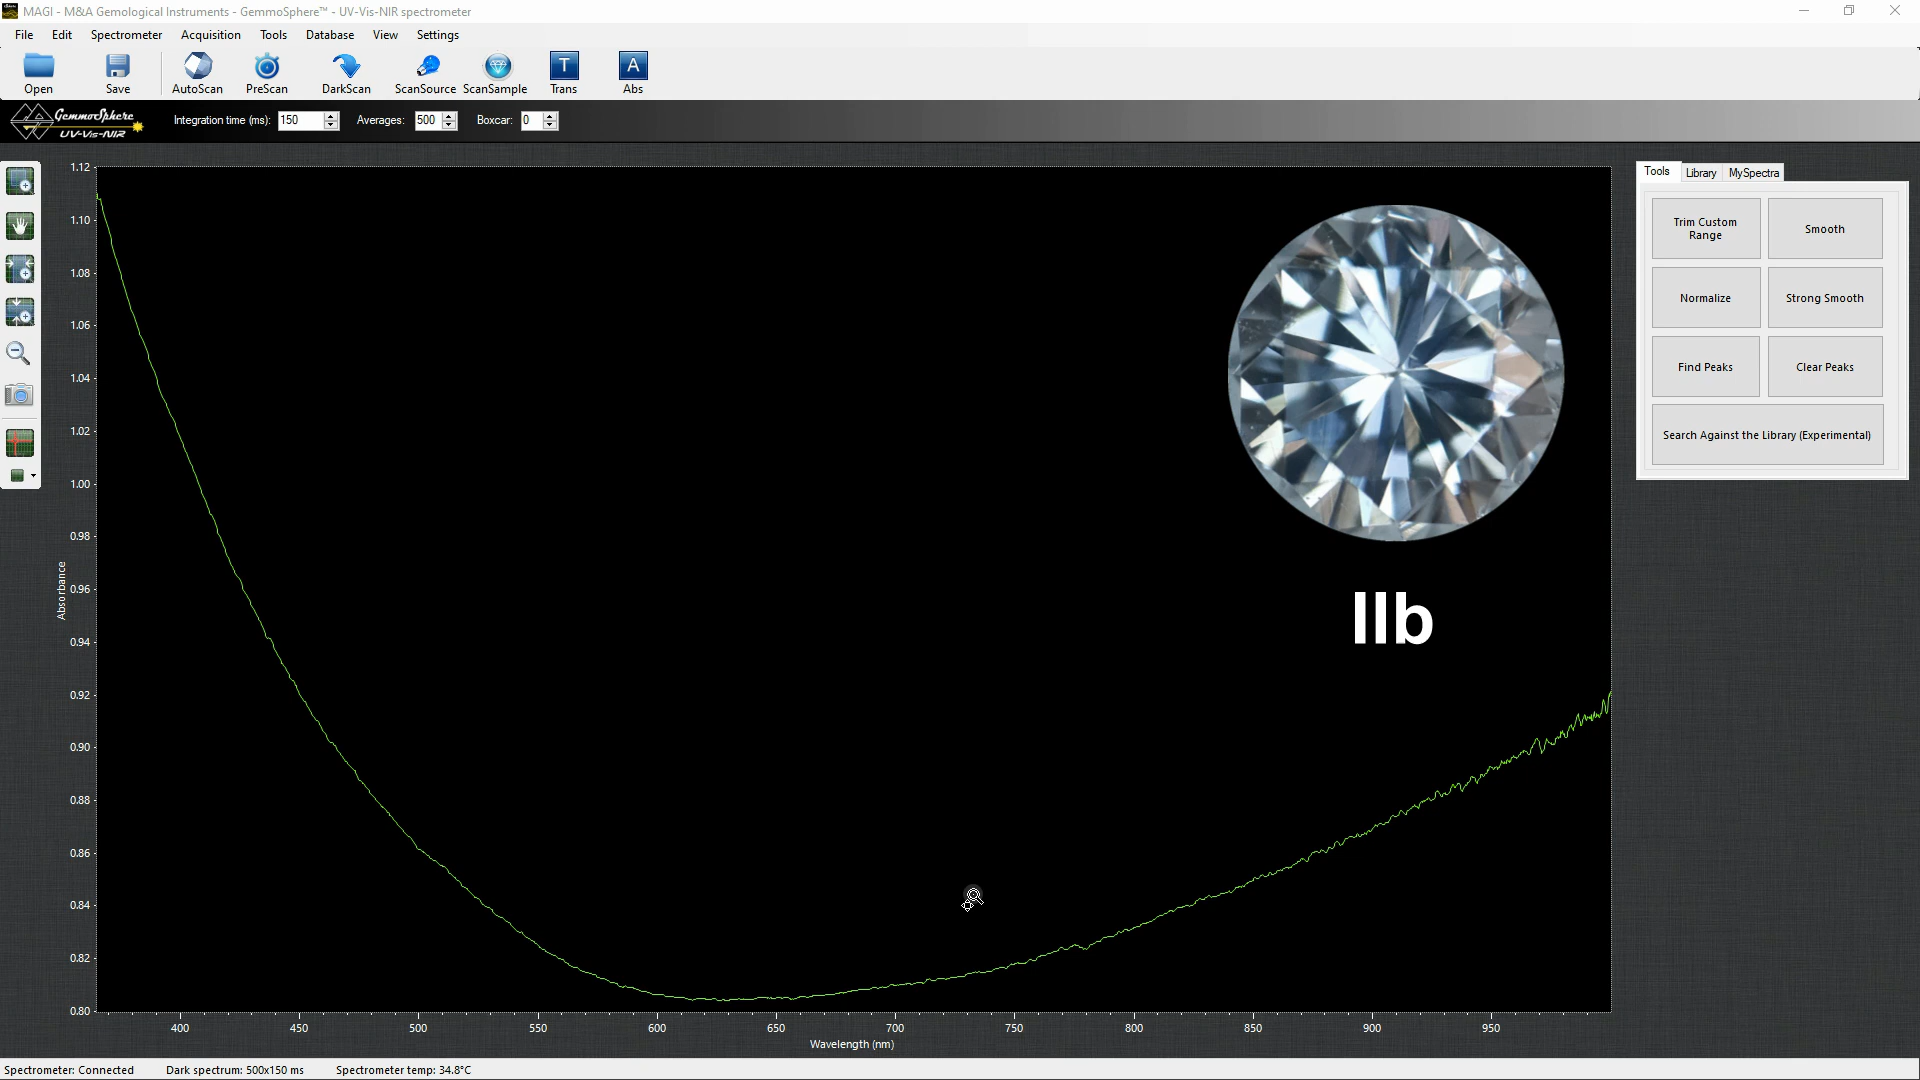 MAGI - M&A Gemological Instruments - GemmoSphere™ - UV-Vis-NIR spectrometer
File Edit Spectrometer Acquisition Tools Database View Settings
Open Save AutoScan PreScan DarkScan ScanSource ScanSample Trans Abs
T A
GemmoSphere
UV-Vis-NIR
Integration time (ms): 150 Averages: 500 Boxcar: 0
Tools Library MySpectra
Trim Custom Range
Smooth
Normalize
Strong Smooth
Find Peaks
Clear Peaks
Search Against the Library (Experimental)
1.12
1.10
1.08
1.06
1.04
1.02
1.00
0.98
0.96
0.94
0.92
0.90
0.88
0.86
0.84
0.82
0.80
Absorbance
IIb
400 450 500 550 600 650 700 750 800 850 900 950
Wavelength (nm)
Spectrometer: Connected Dark spectrum: 500x150 ms Spectrometer temp: 34.8°C